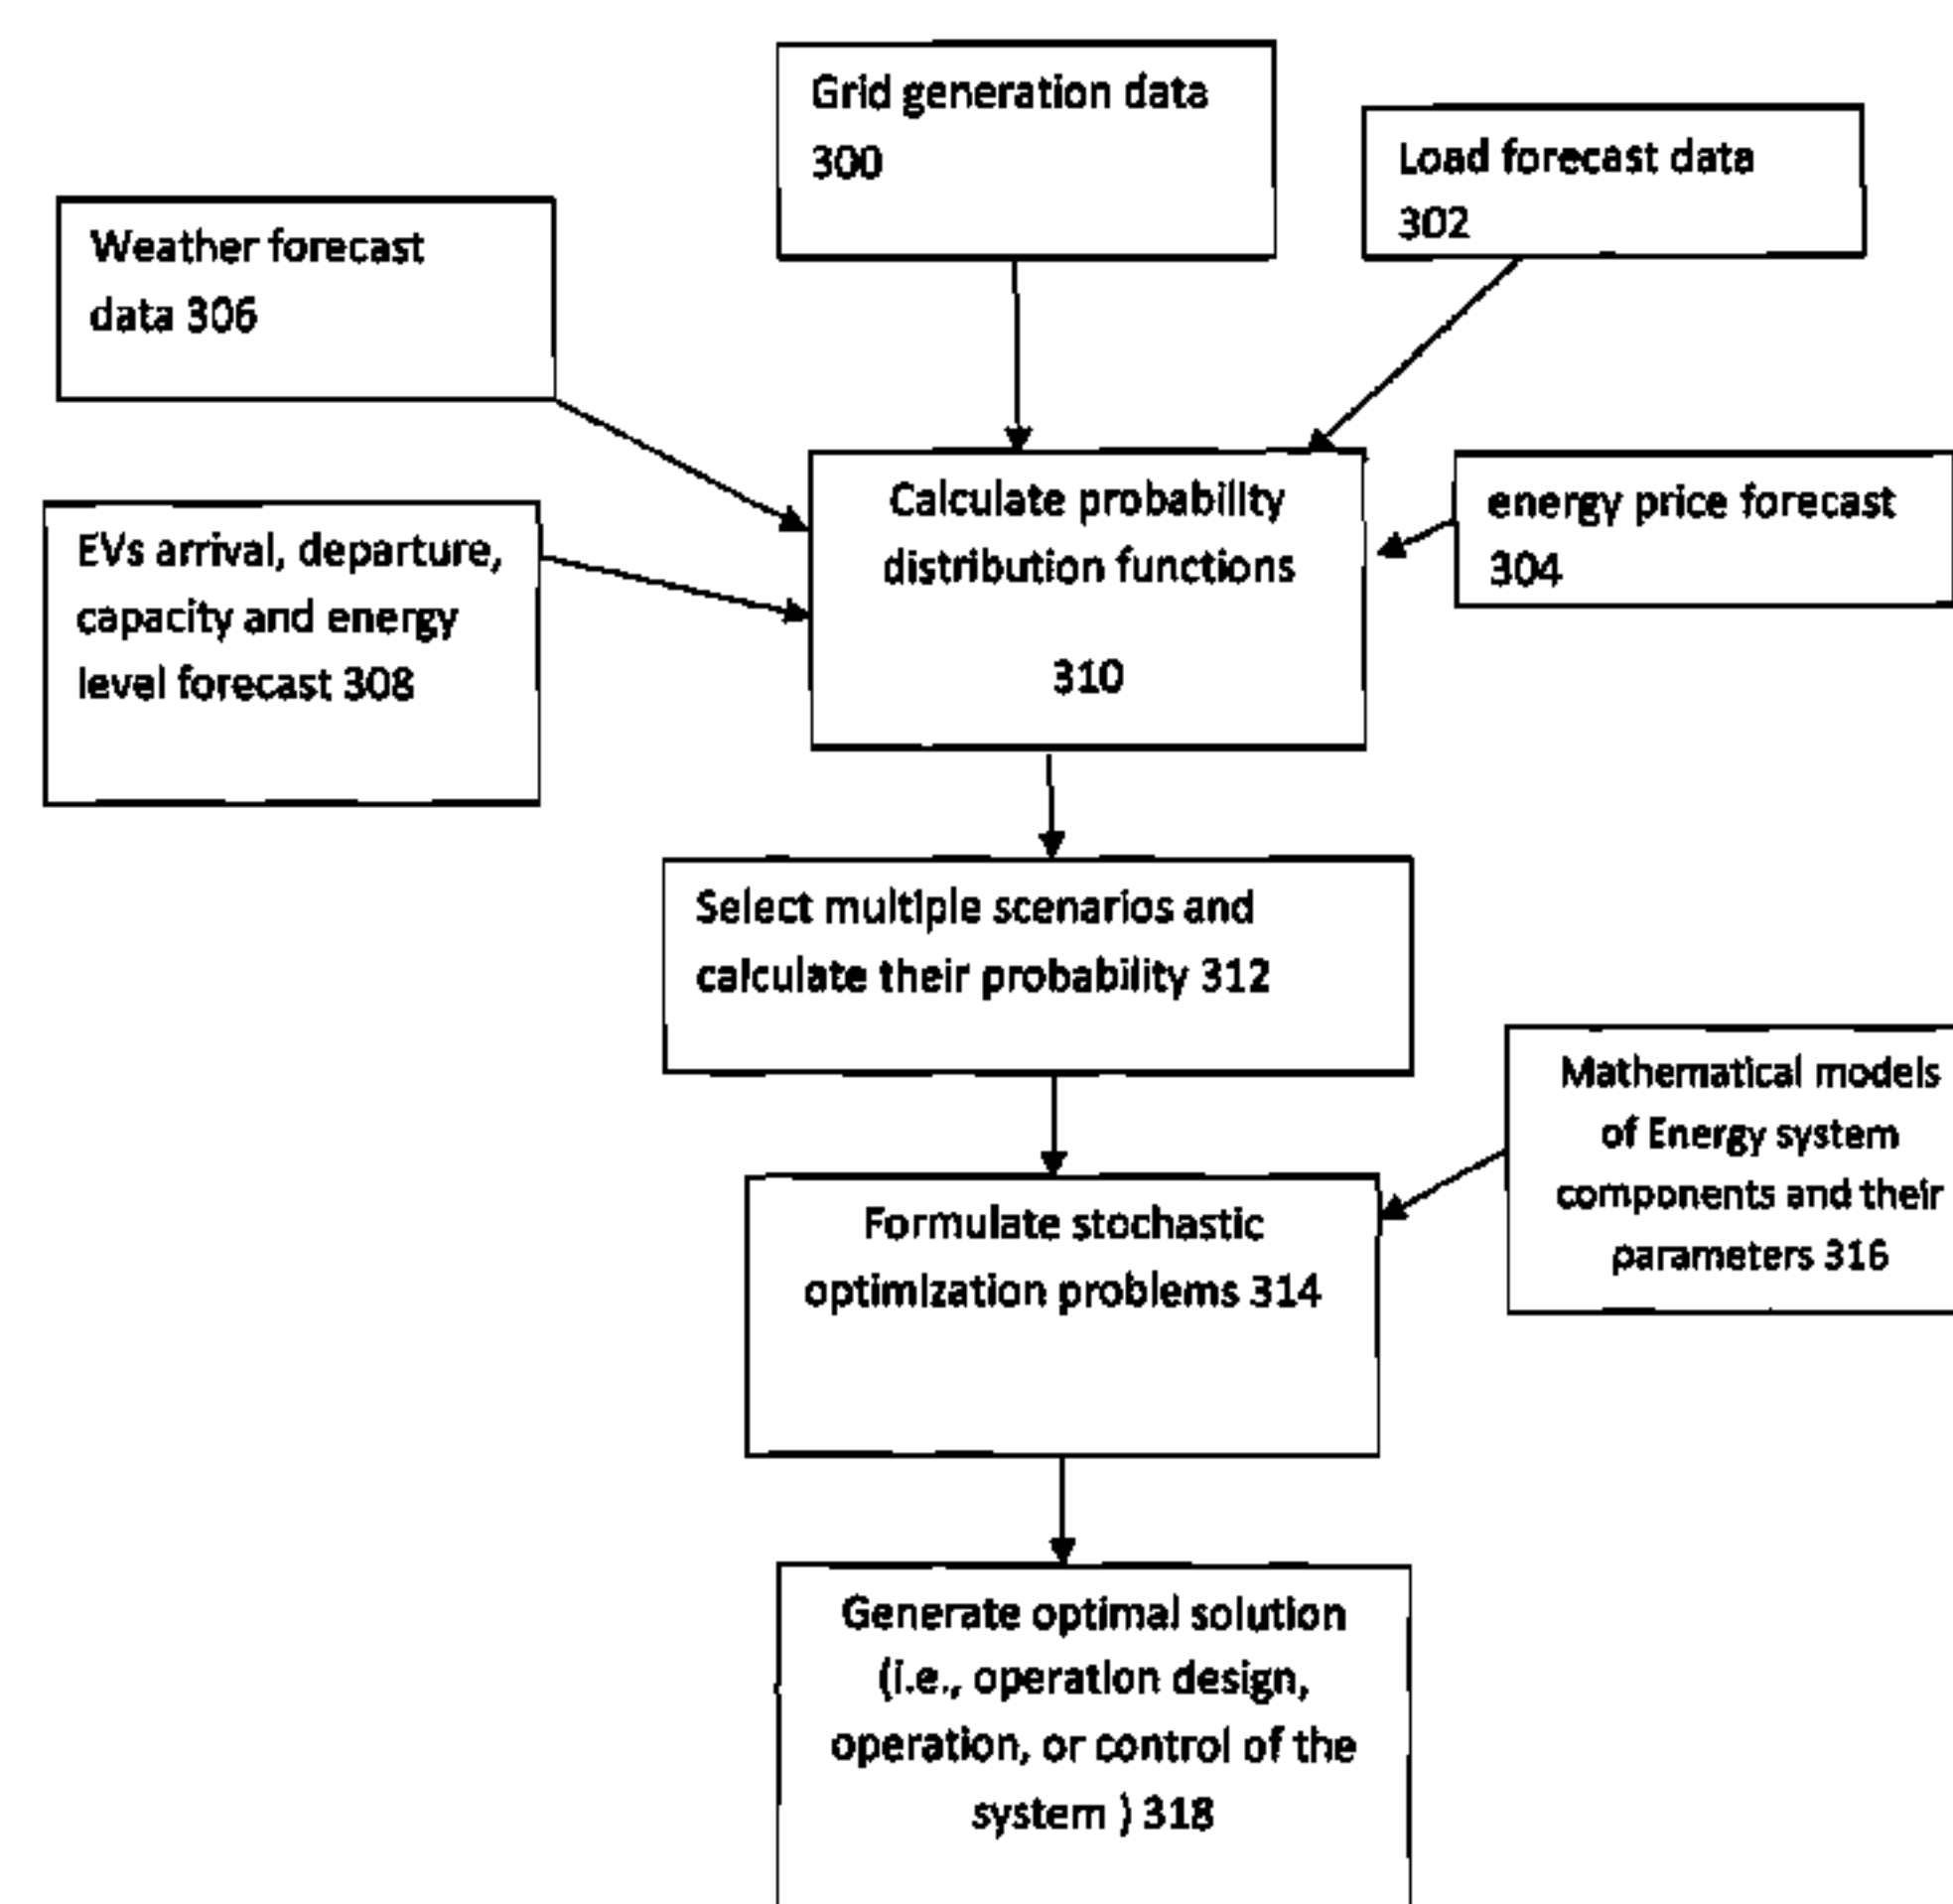 Grid generation data
300
Load forecast data
302
Weather forecast
data 306
EVs arrival, departure,
capacity and energy
level forecast 308
Calculate probability
distribution functions
310
energy price forecast
304
Select multiple scenarios and
calculate their probability 312
Mathematical models
of Energy system
components and their
parameters 316
Formulate stochastic
optimization problems 314
Generate optimal solution
(i.e., operation design,
operation, or control of the
system ) 318